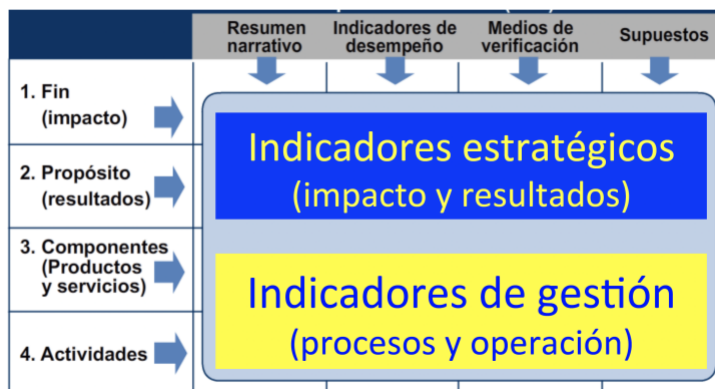 Resumen
narrativo
Indicadores de
desempeño
Medios de
verificación
Supuestos
1. Fin
(impacto)
2. Propósito
(resultados)
3. Componentes
(Productos
y servicios)
4. Actividades
Indicadores estratégicos
(impacto y resultados)
Indicadores de gestión
(procesos y operación)